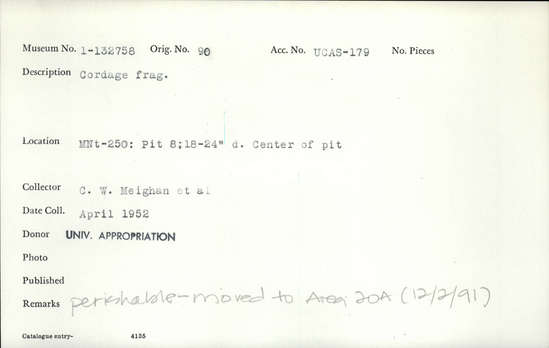 Museum No. 1-132758 Orig. No. 90 Acc. No. UCAS-179 No. Pieces
Description Cordage frag.
Location MNt-250: Pit 8;18-24" d. Center of pit
Collector C. W. Meighan et al
Date Coll. April 1952
Donor UNIV. APPROPRIATION
Photo
Published
Remarks perishable-moved to Area 20A (12/2/91)
Catalogue entry- 4135